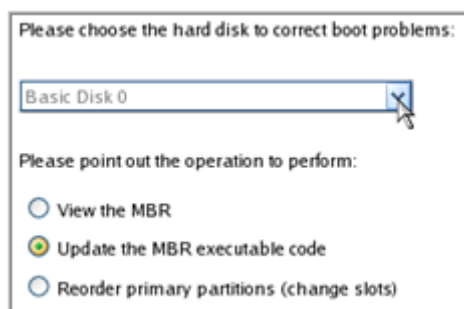 Please choose the hard disk to correct boot problems:
Basic Disk 0
Please point out the operation to perform:
View the MBR
Update the MBR executable code
Reorder primary partitions (change slots)